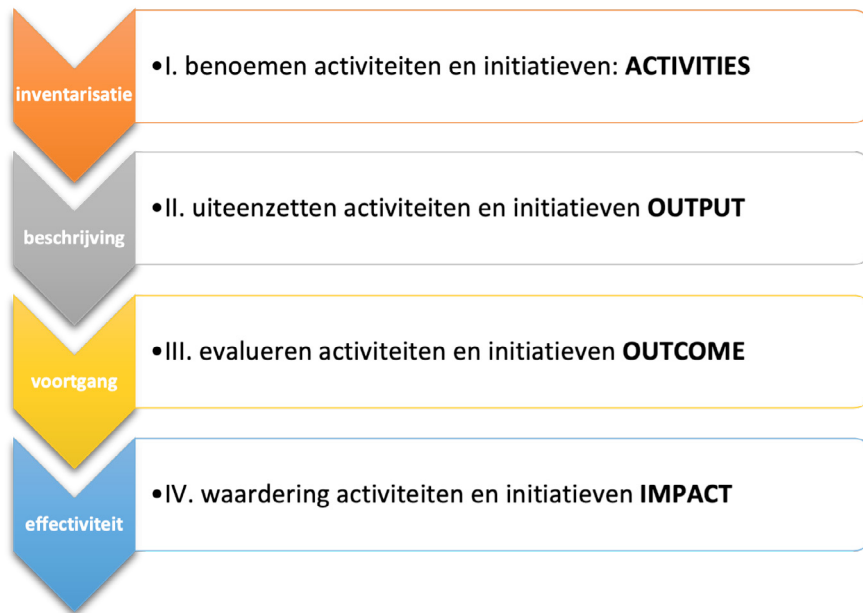 inventarisatie
•I. benoemen activiteiten en initiatieven: ACTIVITIES
beschrijving
•II. uiteenzetten activiteiten en initiatieven OUTPUT
voortgang
•III. evalueren activiteiten en initiatieven OUTCOME
effectiviteit
•IV. waardering activiteiten en initiatieven IMPACT